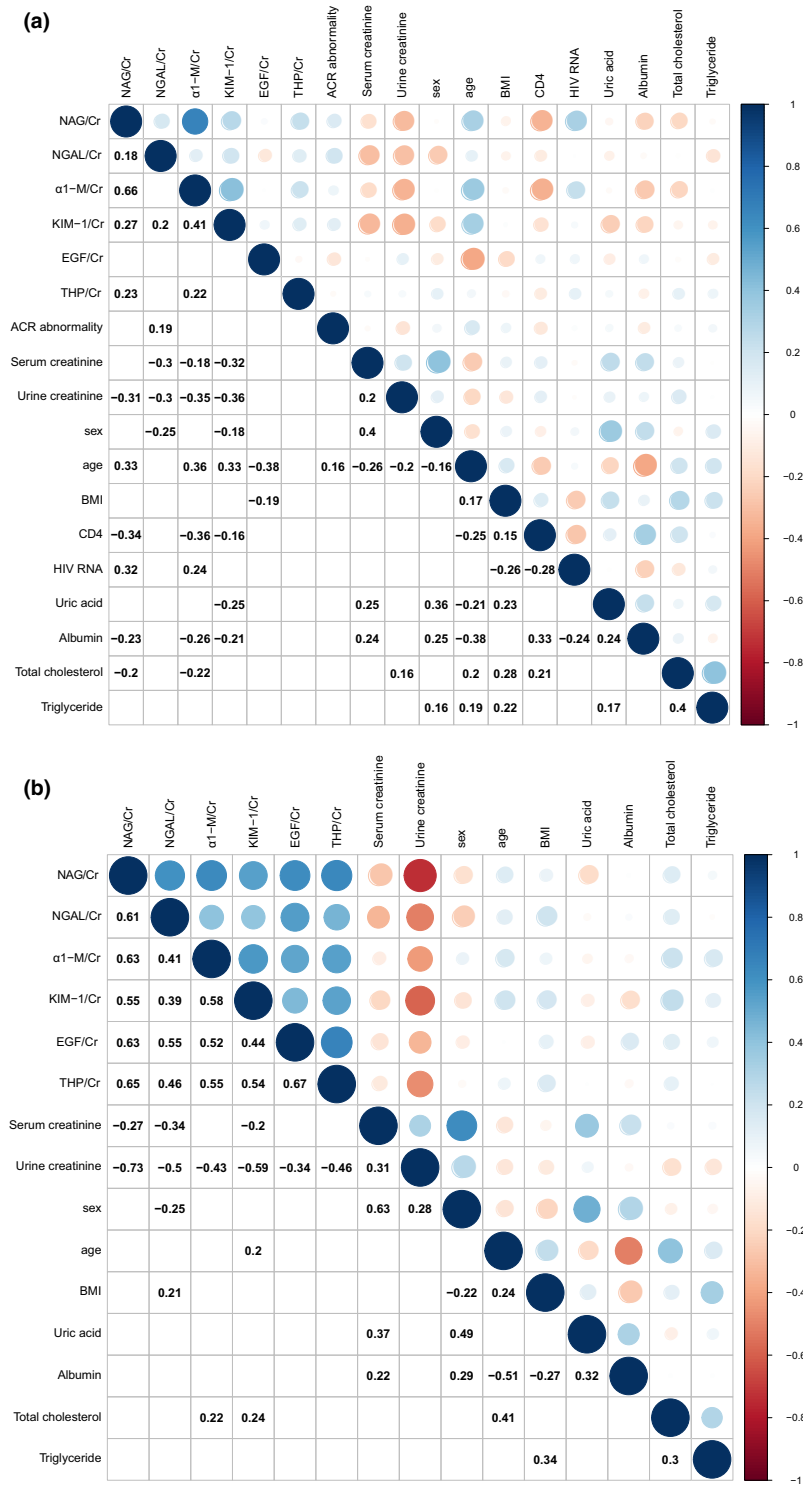 (a)
NAG/Cr NGAL/Cr α1−M/Cr KIM−1/Cr EGF/Cr THP/Cr ACR abnormality Serum creatinine Urine creatinine sex age BMI CD4 HIV RNA Uric acid Albumin Total cholesterol Triglyceride
NAG/Cr
NGAL/Cr 0.18
α1−M/Cr 0.66
KIM−1/Cr 0.27 0.2 0.41
EGF/Cr
THP/Cr 0.23 0.22
ACR abnormality 0.19
Serum creatinine −0.3 −0.18 −0.32
Urine creatinine −0.31 −0.3 −0.35 −0.36 0.2
sex −0.25 −0.18 0.4
age 0.33 0.36 0.33 −0.38 0.16 −0.26 −0.2 −0.16
BMI −0.19 0.17
CD4 −0.34 −0.36 −0.16 −0.25 0.15
HIV RNA 0.32 0.24 −0.26 −0.28
Uric acid −0.25 0.25 0.36 −0.21 0.23
Albumin −0.23 −0.26 −0.21 0.24 0.25 −0.38 0.33 −0.24 0.24
Total cholesterol −0.2 −0.22 0.16 0.2 0.28 0.21
Triglyceride 0.16 0.19 0.22 0.17 0.4
1
0.8
0.6
0.4
0.2
0
−0.2
−0.4
−0.6
−0.8
−1
(b)
NAG/Cr NGAL/Cr α1−M/Cr KIM−1/Cr EGF/Cr THP/Cr Serum creatinine Urine creatinine sex age BMI Uric acid Albumin Total cholesterol Triglyceride
NAG/Cr
NGAL/Cr 0.61
α1−M/Cr 0.63 0.41
KIM−1/Cr 0.55 0.39 0.58
EGF/Cr 0.63 0.55 0.52 0.44
THP/Cr 0.65 0.46 0.55 0.54 0.67
Serum creatinine −0.27 −0.34 −0.2
Urine creatinine −0.73 −0.5 −0.43 −0.59 −0.34 −0.46 0.31
sex −0.25 0.63 0.28
age 0.2
BMI 0.21 −0.22 0.24
Uric acid 0.37 0.49
Albumin 0.22 0.29 −0.51 −0.27 0.32
Total cholesterol 0.22 0.24 0.41
Triglyceride 0.34 0.3
1
0.8
0.6
0.4
0.2
0
−0.2
−0.4
−0.6
−0.8
−1